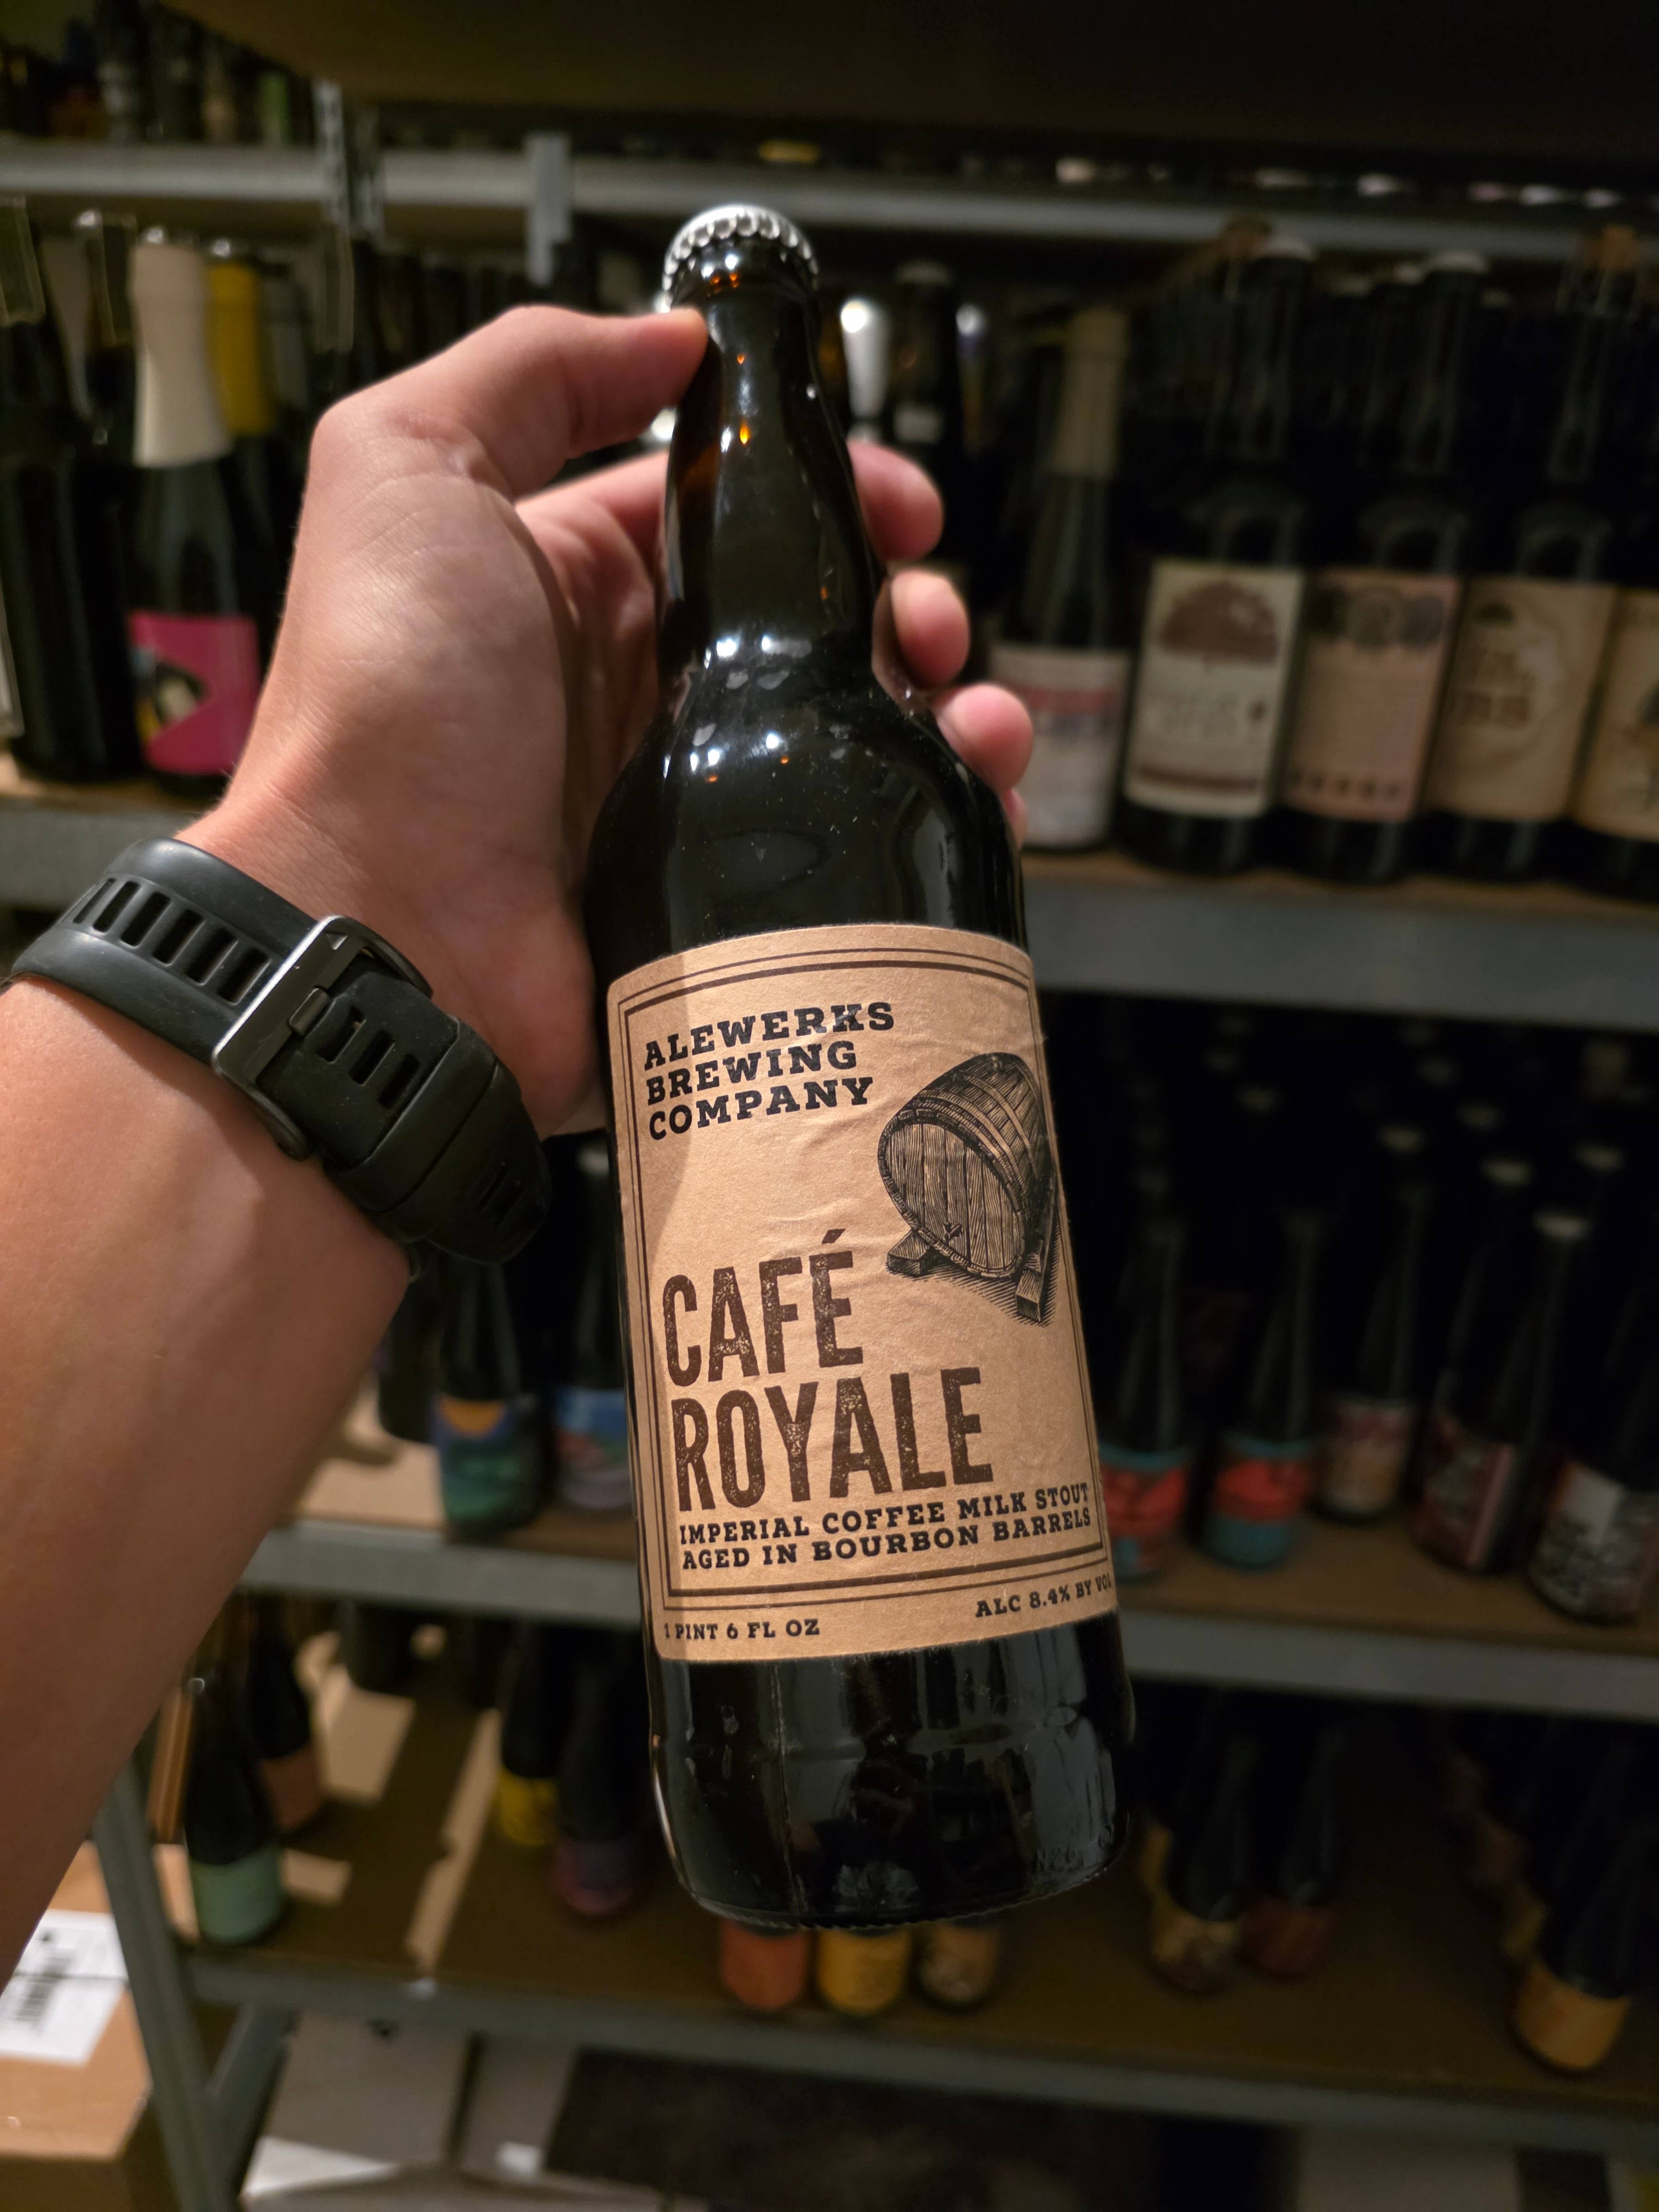 ALEWERKS
BREWING
COMPANY
CAFÉ
ROYALE
IMPERIAL COFFEE MILK STOUT
AGED IN BOURBON BARRELS
1 PINT 6 FL OZ
ALC 8.4% BY VOL